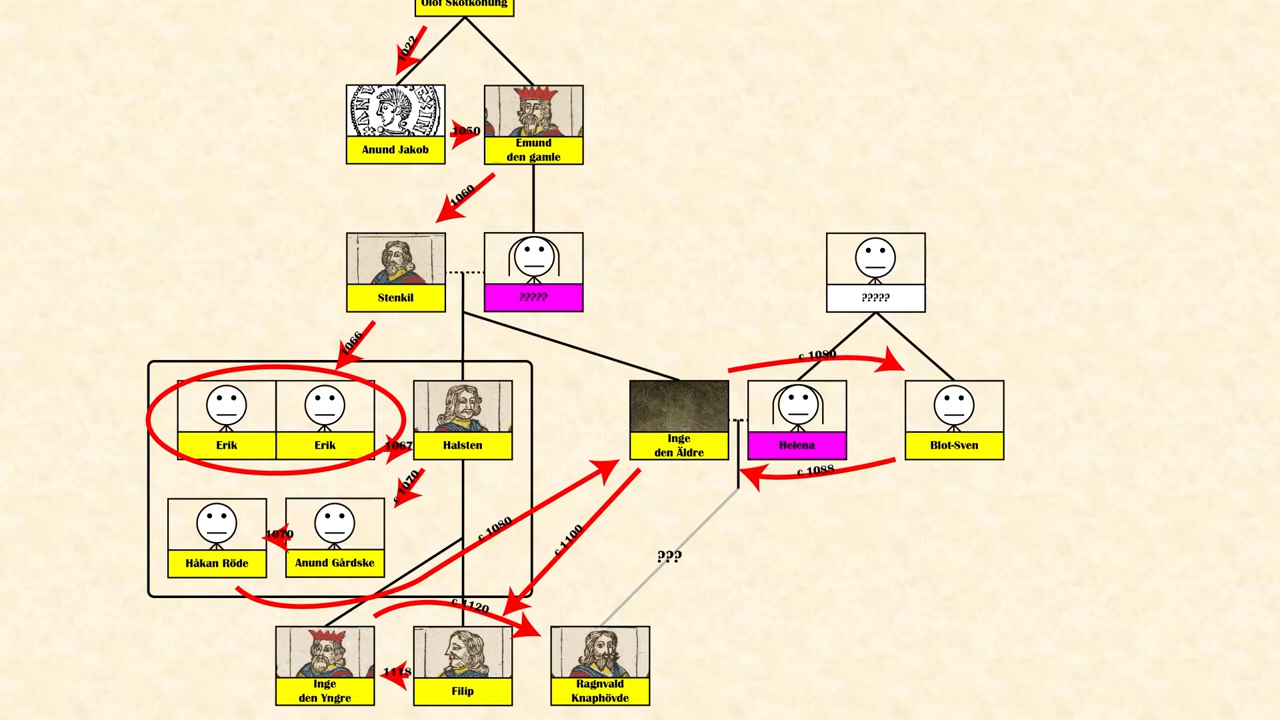 Olof Skötkonung
1022
Anund Jakob
1050
Emund
den gamle
1060
Stenkil
?????
?????
1066
c 1080
Erik
Erik
1067
Halsten
Inge
den Äldre
Helena
Blot-Sven
c 1088
c 1070
Håkan Röde
1070
Anund Gårdske
c 1080
c 1100
???
c 1120
Inge
den Yngre
1118
Filip
Ragnvald
Knaphövde